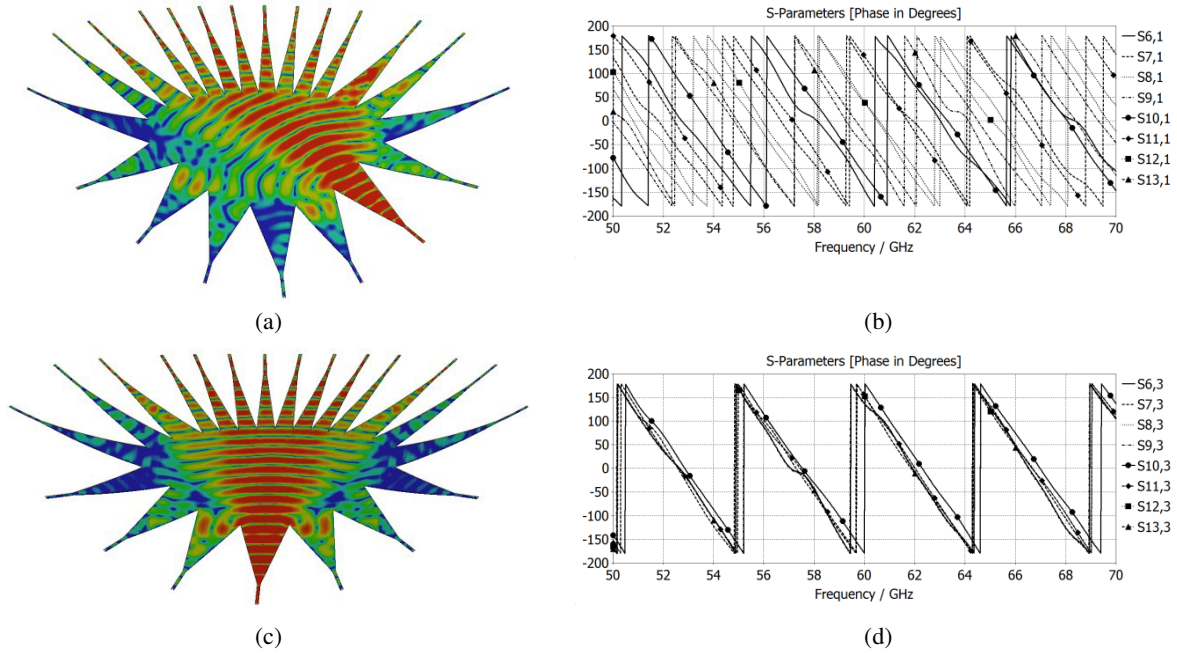 S-Parameters [Phase in Degrees]
200
150
100
50
0
-50
-100
-150
-200
50 52 54 56 58 60 62 64 66 68 70
Frequency / GHz
S6,1
S7,1
S8,1
S9,1
S10,1
S11,1
S12,1
S13,1
(a)
(b)
S-Parameters [Phase in Degrees]
200
150
100
50
0
-50
-100
-150
-200
50 52 54 56 58 60 62 64 66 68 70
Frequency / GHz
S6,3
S7,3
S8,3
S9,3
S10,3
S11,3
S12,3
S13,3
(c)
(d)